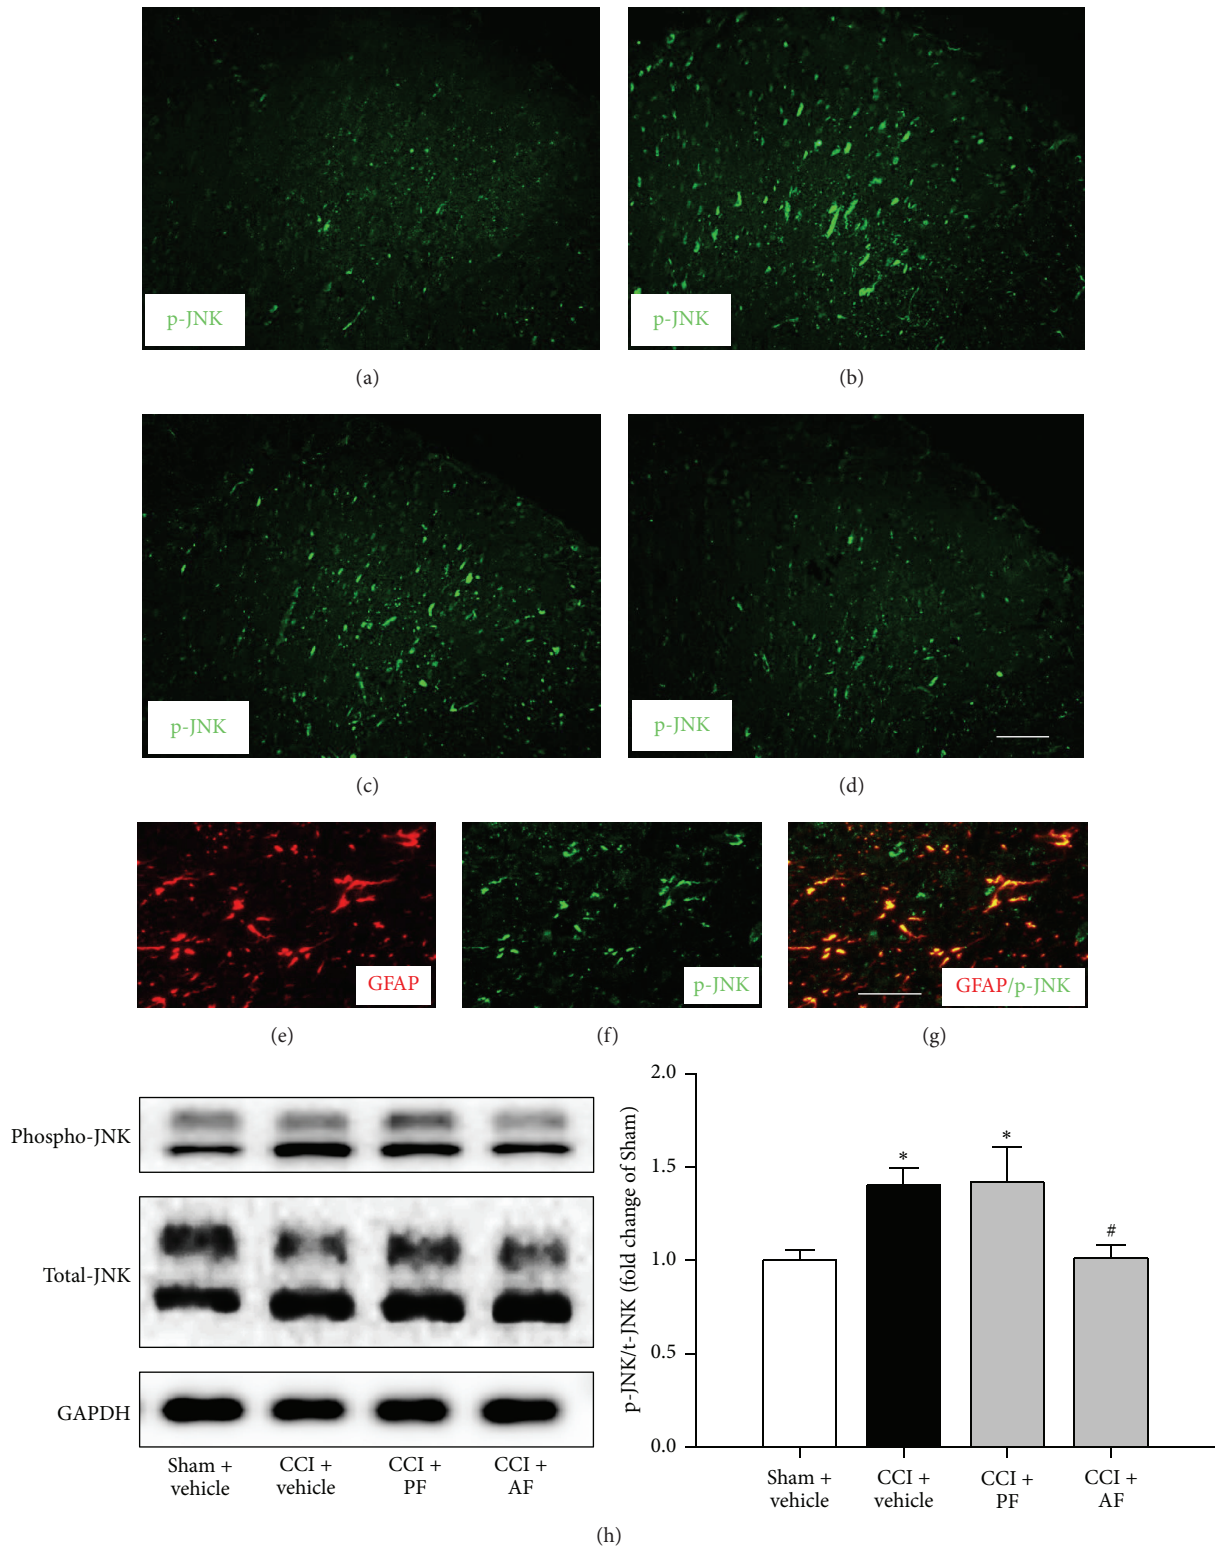 p-JNK
p-JNK
(a)
(b)
p-JNK
p-JNK
(c)
(d)
GFAP
p-JNK
GFAP/p-JNK
(e)
(f)
(g)
Phospho-JNK
Total-JNK
GAPDH
Sham +
vehicle
CCI +
vehicle
CCI +
PF
CCI +
AF
p-JNK/t-JNK (fold change of Sham)
2.0
1.5
1.0
0.5
0.0
*
*
#
Sham +
vehicle
CCI +
vehicle
CCI +
PF
CCI +
AF
(h)